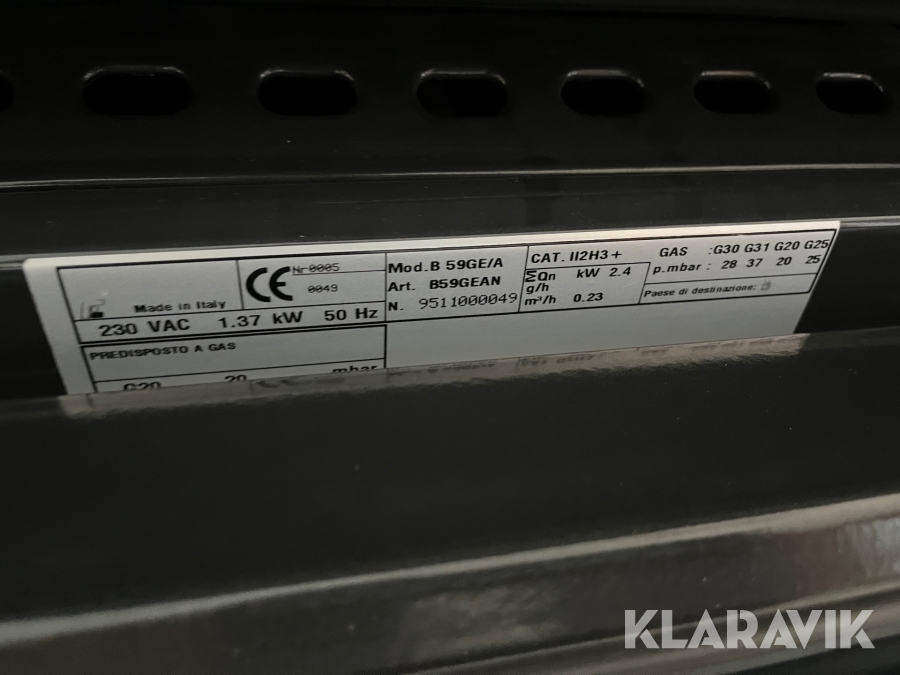 Made in Italy
CE
Nr 0005
0049
230 VAC 1.37 kW 50 Hz
Mod. B 59GE/A
Art. B59GEAN
N. 9511000049
CAT. II2H3+
ΣQn kW 2.4
g/h
m³/h 0.23
GAS :G30 G31 G20 G25
p.mbar : 28 37 20 25
Paese di destinazione:
PREDISPOSTO A GAS
G20 20 mbar
KLARAVIK